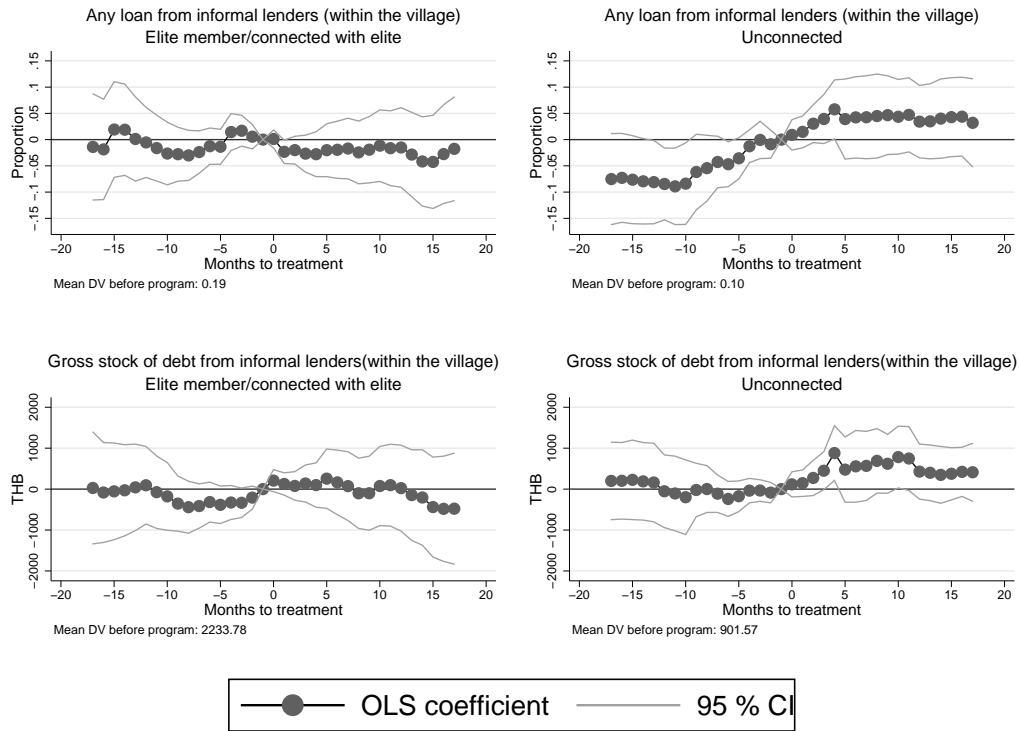 Any loan from informal lenders (within the village)
Elite member/connected with elite
Proportion
.15
.1
.05
0
−.05
−.1
−.15
−20 −15 −10 −5 0 5 10 15 20
Months to treatment
Mean DV before program: 0.19
Any loan from informal lenders (within the village)
Unconnected
Proportion
.15
.1
.05
0
−.05
−.1
−.15
−20 −15 −10 −5 0 5 10 15 20
Months to treatment
Mean DV before program: 0.10
Gross stock of debt from informal lenders(within the village)
Elite member/connected with elite
THB
2000
1000
0
−1000
−2000
−20 −15 −10 −5 0 5 10 15 20
Months to treatment
Mean DV before program: 2233.78
Gross stock of debt from informal lenders(within the village)
Unconnected
THB
2000
1000
0
−1000
−2000
−20 −15 −10 −5 0 5 10 15 20
Months to treatment
Mean DV before program: 901.57
OLS coefficient 95 % CI